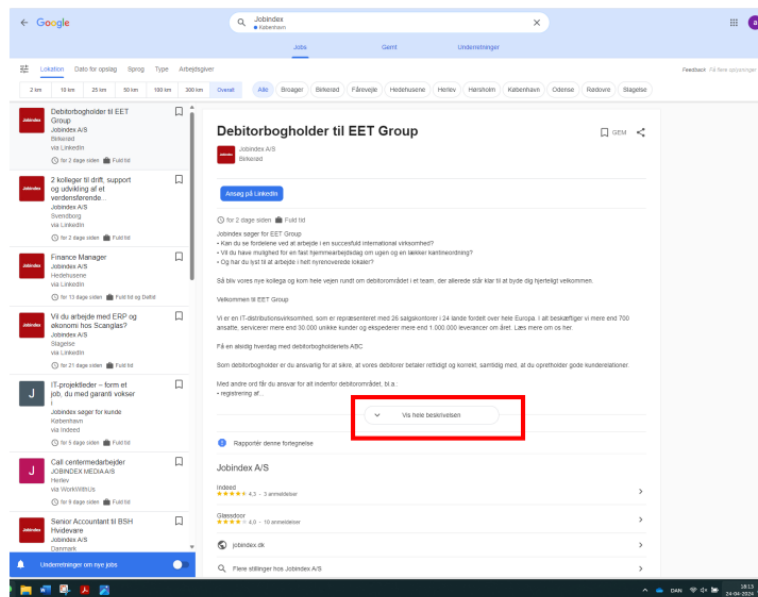 Google
Jobindex
København
Jobs
Gemt
Underretninger
Lokation
Dato for opslag
Sprog
Type
Arbejdsgiver
Feedback
2 km
10 km
25 km
50 km
100 km
300 km
Overalt
Alle
Broager
Birkerød
Fårevejle
Hedehusene
Herlev
Hørsholm
København
Odense
Rødovre
Slagelse
Debitorbogholder til EET
Group
Jobindex A/S
Birkerød
via LinkedIn
for 2 dage siden Fuld tid
2 kolleger til drift, support
og udvikling af et
verdensførende...
Jobindex A/S
Svendborg
via LinkedIn
for 2 dage siden Fuld tid
Finance Manager
Jobindex A/S
Hedehusene
via LinkedIn
for 13 dage siden Fuld tid og Deltid
Vil du arbejde med ERP og
økonomi hos Scanglas?
Jobindex A/S
Slagelse
via LinkedIn
for 21 dage siden Fuld tid
J
IT-projektleder – form et
job, du med garanti vokser
i
Jobindex søger for kunde
København
via Indeed
for 5 dage siden Fuld tid
J
Call centermedarbejder
JOBINDEX MEDIA A/S
Herlev
via WorkWithUs
for 9 dage siden Fuld tid
Senior Accountant til BSH
Hvidevare
Jobindex A/S
Danmark
Underretninger om nye jobs
Debitorbogholder til EET Group
GEM
Jobindex A/S
Birkerød
Ansøg på LinkedIn
for 2 dage siden Fuld tid
Jobindex søger for EET Group
• Kan du se fordelene ved at arbejde i en succesfuld international virksomhed?
• Vil du have mulighed for en fast hjemmearbejdsdag om ugen og en lækker kantineordning?
• Og har du lyst til at arbejde i helt nyrenoverede lokaler?
Så bliv vores nye kollega og kom hele vejen rundt om debitorområdet i et team, der allerede står klar til at byde dig hjerteligt velkommen.
Velkommen til EET Group
Vi er en IT-distributionsvirksomhed, som er repræsenteret med 26 salgskontorer i 24 lande fordelt over hele Europa. I alt beskæftiger vi mere end 700
ansatte, servicerer mere end 30.000 unikke kunder og ekspederer mere end 1.000.000 leverancer om året. Læs mere om os her.
Få en alsidig hverdag med debitorbogholderiets ABC
Som debitorbogholder er du ansvarlig for at sikre, at vores debitorer betaler rettidigt og korrekt, samtidig med, at du opretholder gode kunderelationer.
Med andre ord får du ansvar for alt indenfor debitorområdet, bl.a.:
• registrering af...
Vis hele beskrivelsen
Rapportér denne fortegnelse
Jobindex A/S
Indeed
4,3 - 3 anmeldelser
Glassdoor
4,0 - 10 anmeldelser
jobindex.dk
Flere stillinger hos Jobindex A/S
DAN
18:13
24-04-2024